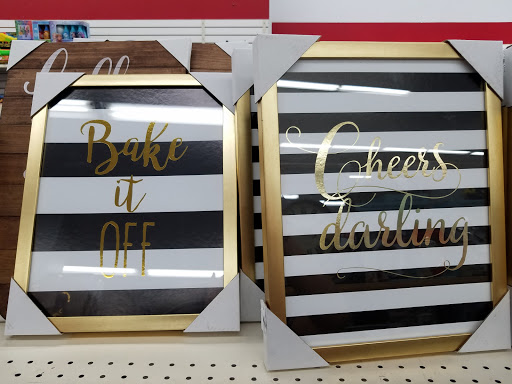 Bake
it
OFF
Cheers
darling